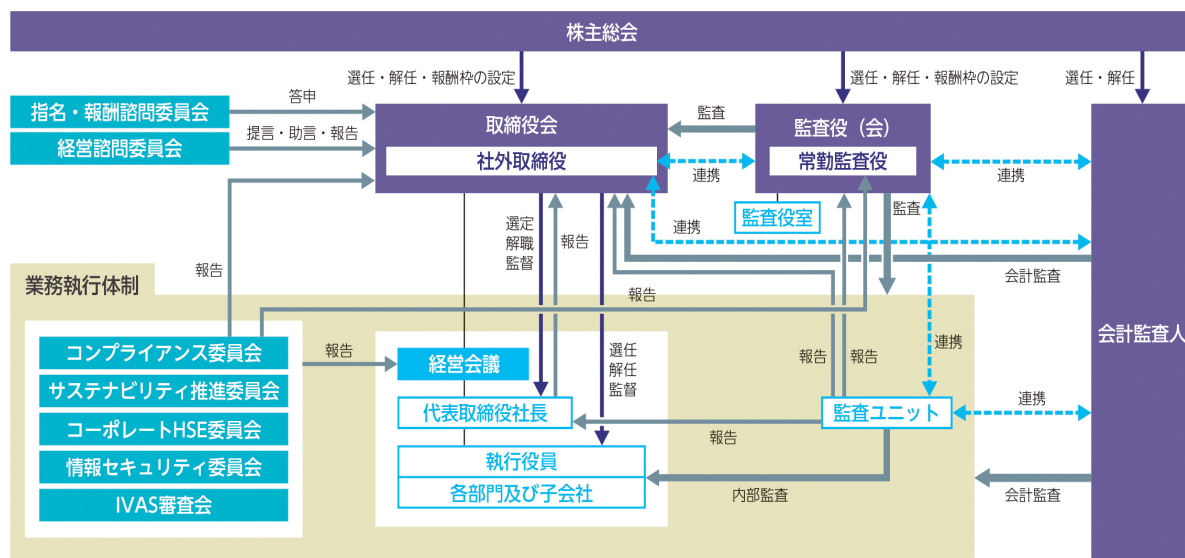 株主総会
選任・解任・報酬枠の設定
選任・解任・報酬枠の設定
選任・解任
指名・報酬諮問委員会
答申
経営諮問委員会
提言・助言・報告
取締役会
社外取締役
監査
監査役（会）
常勤監査役
連携
連携
監査役室
監査
選定
解職
監督
報告
連携
報告
会計監査
業務執行体制
報告
会計監査人
コンプライアンス委員会
サステナビリティ推進委員会
コーポレートHSE委員会
情報セキュリティ委員会
IVAS審査会
報告
経営会議
選任
解任
監督
報告
報告
連携
代表取締役社長
監査ユニット
連携
報告
執行役員
各部門及び子会社
内部監査
会計監査